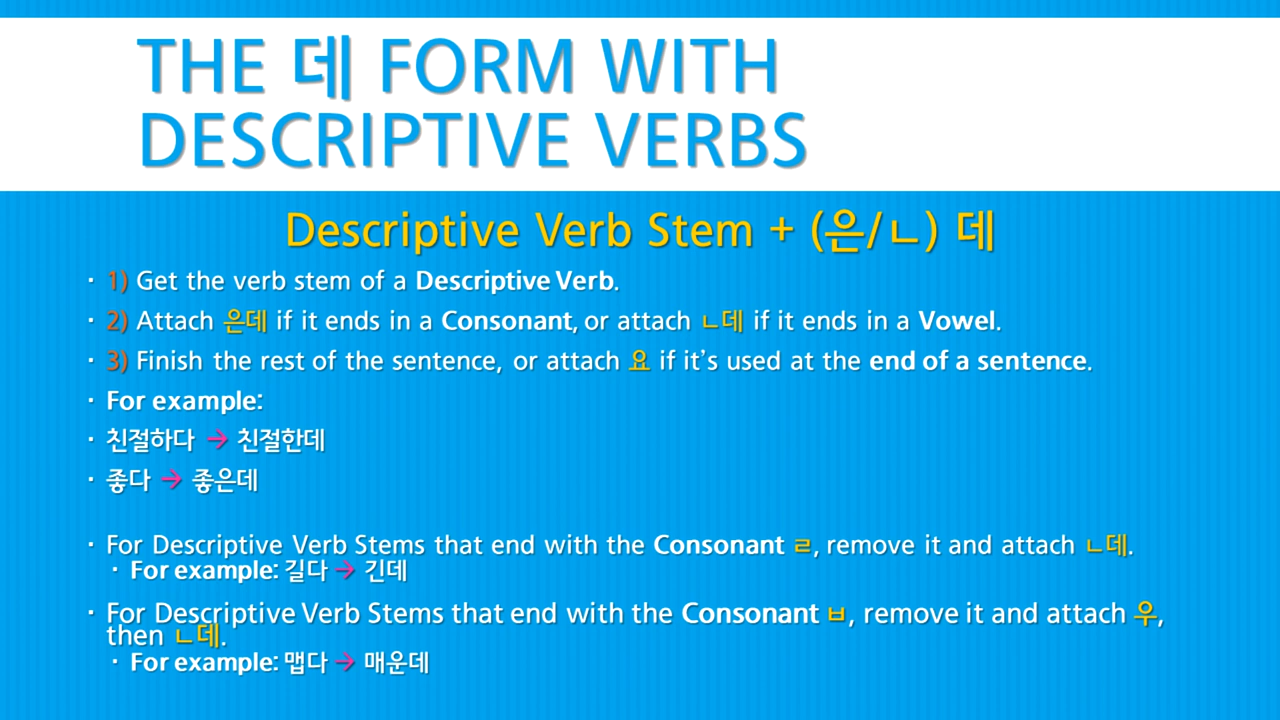 THE 데 FORM WITH
DESCRIPTIVE VERBS
Descriptive Verb Stem + (은/ㄴ) 데
· 1) Get the verb stem of a Descriptive Verb.
· 2) Attach 은데 if it ends in a Consonant, or attach ㄴ데 if it ends in a Vowel.
· 3) Finish the rest of the sentence, or attach 요 if it’s used at the end of a sentence.
· For example:
· 친절하다 → 친절한데
· 좋다 → 좋은데
· For Descriptive Verb Stems that end with the Consonant ㄹ, remove it and attach ㄴ데.
· For example: 길다 → 긴데
· For Descriptive Verb Stems that end with the Consonant ㅂ, remove it and attach 우,
then ㄴ데.
· For example: 맵다 → 매운데